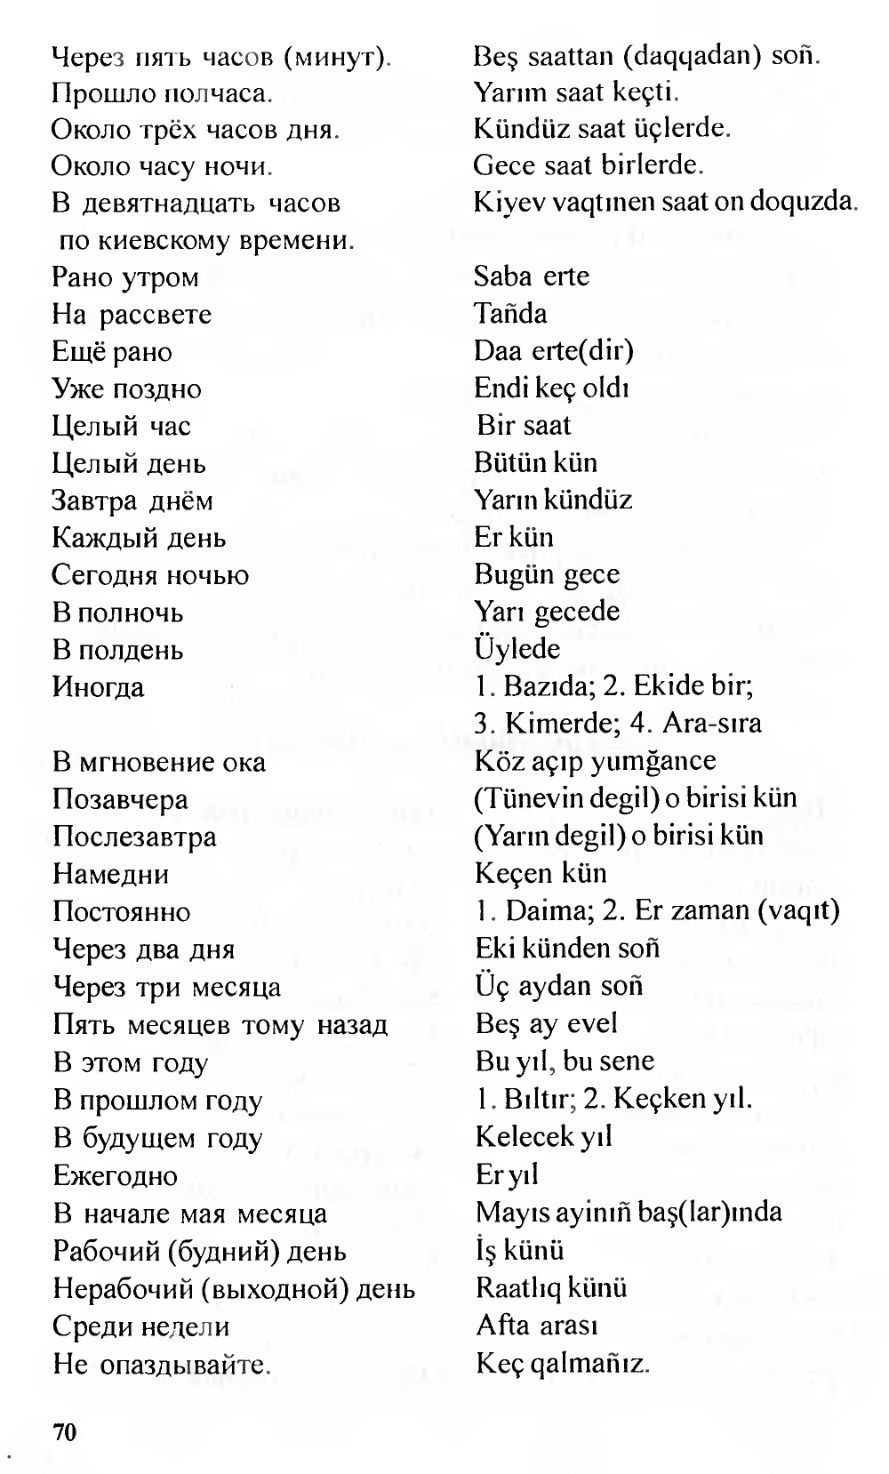 Через пять часов (минут). Beş saattan (daqqadan) soñ.
Прошло полчаса. Yarım saat keçti.
Около трёх часов дня. Kündüz saat üçlerde.
Около часу ночи. Gece saat birlerde.
В девятнадцать часов Kiyev vaqtınen saat on doquzda.
по киевскому времени.
Рано утром Saba erte
На рассвете Tañda
Ещё рано Daa erte(dir)
Уже поздно Endi keç oldı
Целый час Bir saat
Целый день Bütün kün
Завтра днём Yarın kündüz
Каждый день Er kün
Сегодня ночью Bugün gece
В полночь Yarı gecede
В полдень Üylede
Иногда 1. Bazıda; 2. Ekide bir;
3. Kimerde; 4. Ara-sıra
В мгновение ока Köz açıp yumğance
Позавчера (Tünevin degil) o birisi kün
Послезавтра (Yarın degil) o birisi kün
Намедни Keçen kün
Постоянно 1. Daima; 2. Er zaman (vaqıt)
Через два дня Eki künden soñ
Через три месяца Üç aydan soñ
Пять месяцев тому назад Beş ay evel
В этом году Bu yıl, bu sene
В прошлом году 1. Bıltır; 2. Keçken yıl.
В будущем году Kelecek yıl
Ежегодно Er yıl
В начале мая месяца Mayıs ayiniñ baş(lar)ında
Рабочий (будний) день İş künü
Нерабочий (выходной) день Raatlıq künü
Среди недели Afta arası
Не опаздывайте. Keç qalmañız.
70